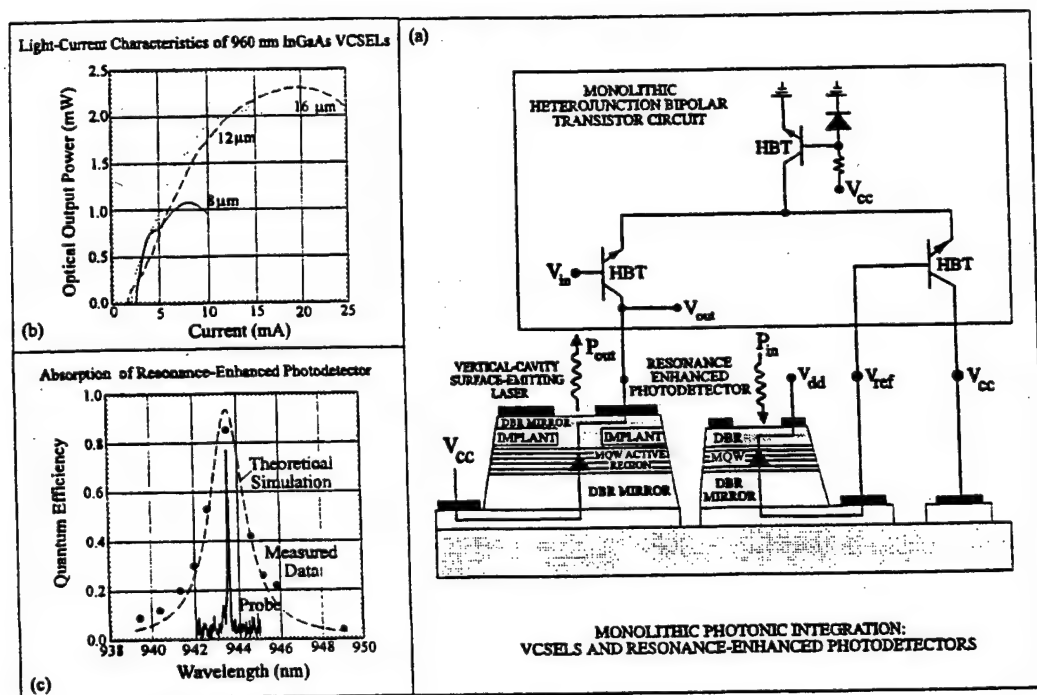 Light-Current Characteristics of 960 nm InGaAs VCSELs
Optical Output Power (mW)
2.5
2.0
1.5
1.0
0.5
0.0
16 μm
12μm
8μm
0
5
10
15
20
25
Current (mA)
(b)
Absorption of Resonance-Enhanced Photodetector
Quantum Efficiency
1.0
0.8
0.6
0.4
0.2
0.0
Theoretical
Simulation
Measured
Data
Probe
938
940
942
944
946
948
950
Wavelength (nm)
(c)
(a)
MONOLITHIC
HETEROJUNCTION BIPOLAR
TRANSISTOR CIRCUIT
HBT
Vcc
Vin
HBT
HBT
Vout
Pout
Pin
VERTICAL-CAVITY
SURFACE-EMITTING
LASER
RESONANCE
ENHANCED
PHOTODETECTOR
Vdd
Vref
Vcc
VCC
DBR MIRROR
IMPLANT
IMPLANT
MQW ACTIVE
REGION
DBR MIRROR
DBR
MQW
DBR
MIRROR
MONOLITHIC PHOTONIC INTEGRATION:
VCSELS AND RESONANCE-ENHANCED PHOTODETECTORS